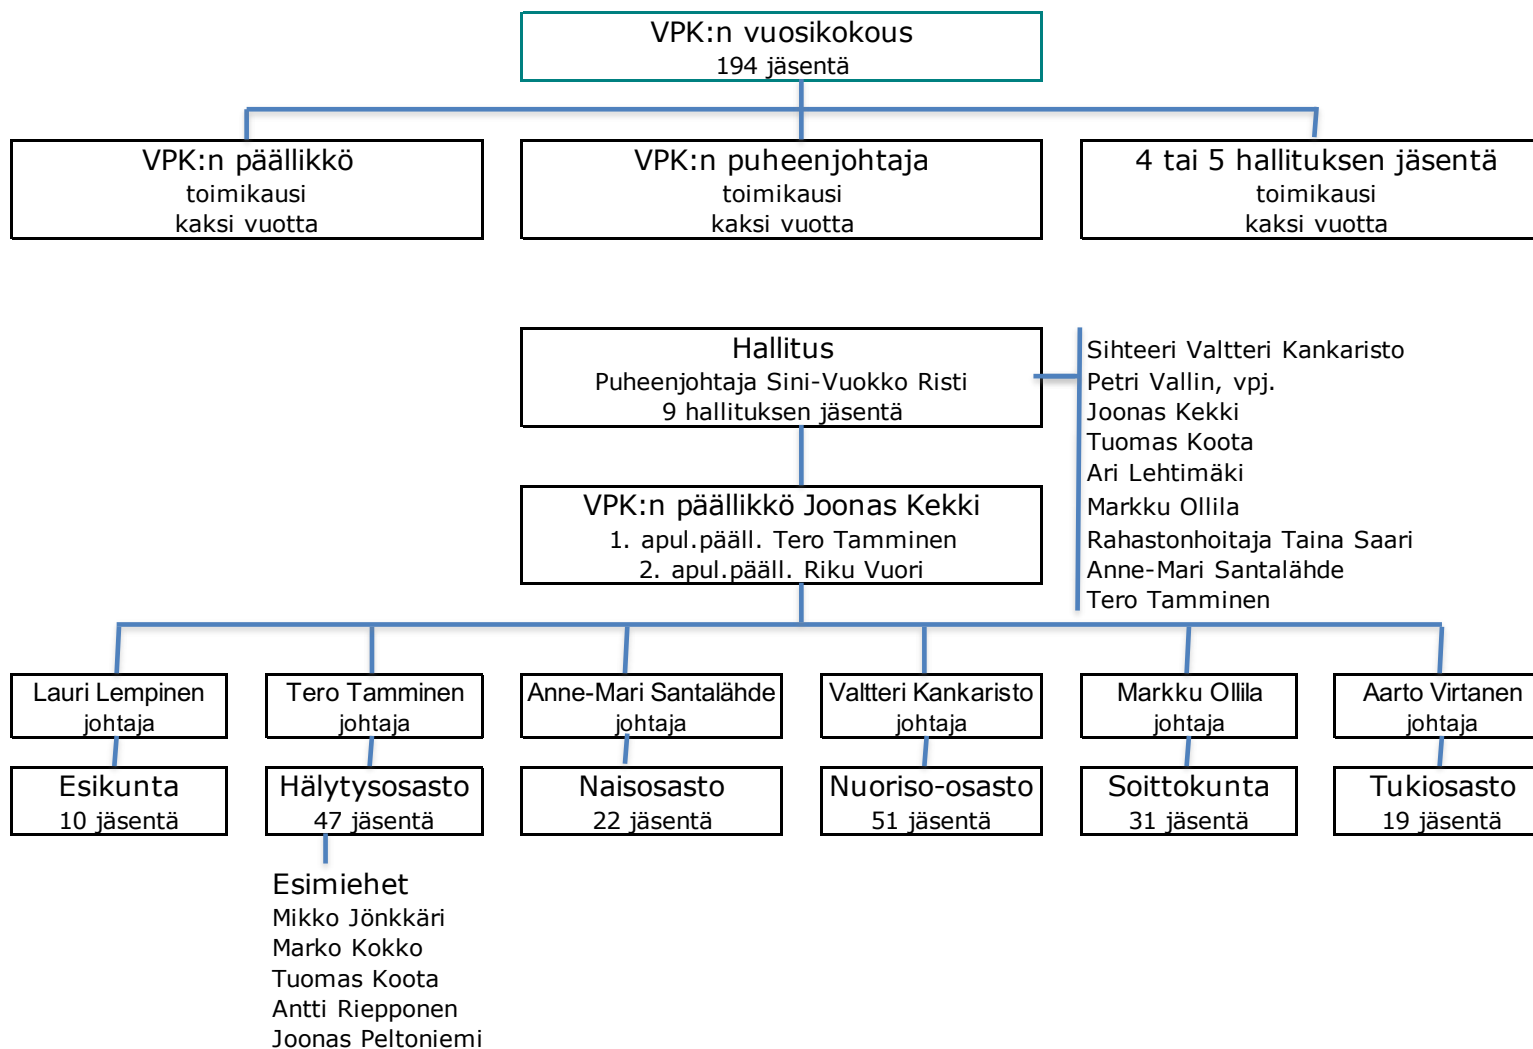 VPK:n vuosikokous
194 jäsentä
VPK:n päällikkö
toimikausi
kaksi vuotta
VPK:n puheenjohtaja
toimikausi
kaksi vuotta
4 tai 5 hallituksen jäsentä
toimikausi
kaksi vuotta
Hallitus
Puheenjohtaja Sini-Vuokko Risti
9 hallituksen jäsentä
Sihteeri Valtteri Kankaristo
Petri Vallin, vpj.
Joonas Kekki
Tuomas Koota
Ari Lehtimäki
Markku Ollila
Rahastonhoitaja Taina Saari
Anne-Mari Santalähde
Tero Tamminen
VPK:n päällikkö Joonas Kekki
1. apul.pääll. Tero Tamminen
2. apul.pääll. Riku Vuori
Lauri Lempinen
johtaja
Tero Tamminen
johtaja
Anne-Mari Santalähde
johtaja
Valtteri Kankaristo
johtaja
Markku Ollila
johtaja
Aarto Virtanen
johtaja
Esikunta
10 jäsentä
Hälytysosasto
47 jäsentä
Naisosasto
22 jäsentä
Nuoriso-osasto
51 jäsentä
Soittokunta
31 jäsentä
Tukiosasto
19 jäsentä
Esimiehet
Mikko Jönkkäri
Marko Kokko
Tuomas Koota
Antti Riepponen
Joonas Peltoniemi